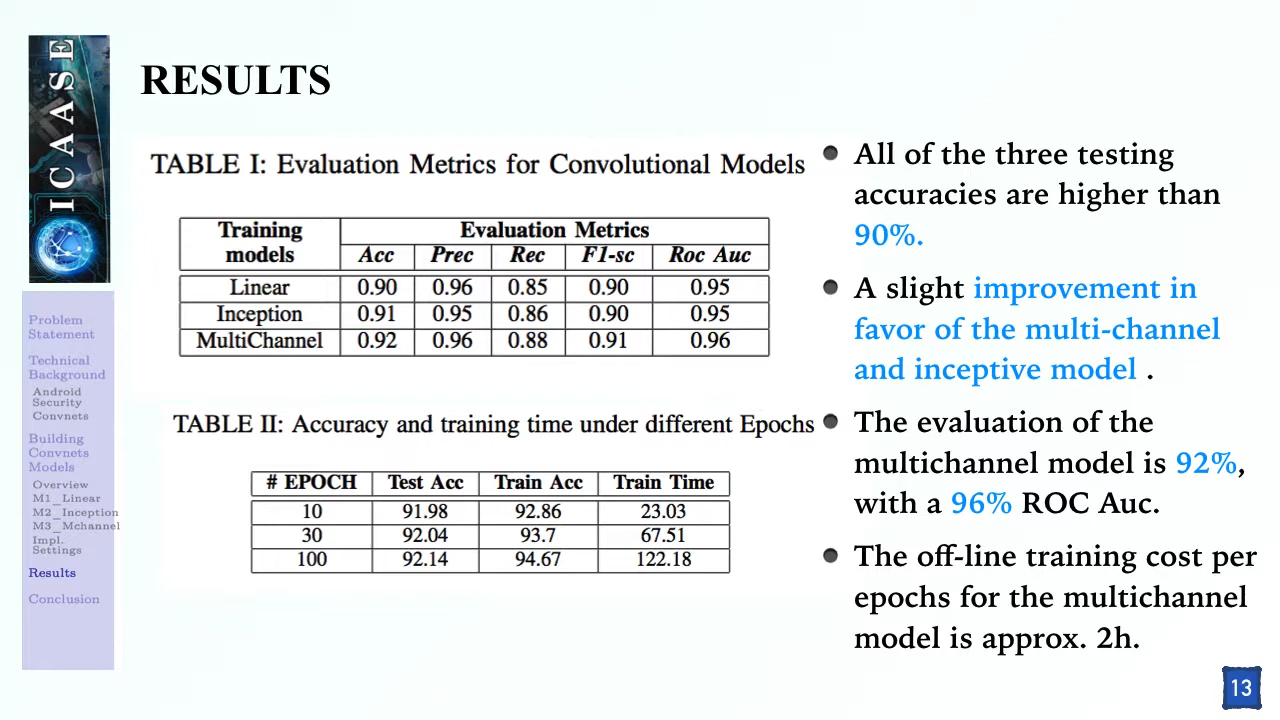 ICAASE
RESULTS
Problem
Statement
Technical
Background
Android
Security
Convnets
Building
Convnets
Models
Overview
M1_Linear
M2_Inception
M3_Mchannel
Impl.
Settings
Results
Conclusion
TABLE I: Evaluation Metrics for Convolutional Models
Training models Evaluation Metrics
Acc Prec Rec F1-sc Roc Auc
Linear 0.90 0.96 0.85 0.90 0.95
Inception 0.91 0.95 0.86 0.90 0.95
MultiChannel 0.92 0.96 0.88 0.91 0.96
TABLE II: Accuracy and training time under different Epochs
# EPOCH Test Acc Train Acc Train Time
10 91.98 92.86 23.03
30 92.04 93.7 67.51
100 92.14 94.67 122.18
All of the three testing
accuracies are higher than
90%.
A slight improvement in
favor of the multi-channel
and inceptive model .
The evaluation of the
multichannel model is 92%,
with a 96% ROC Auc.
The off-line training cost per
epochs for the multichannel
model is approx. 2h.
13